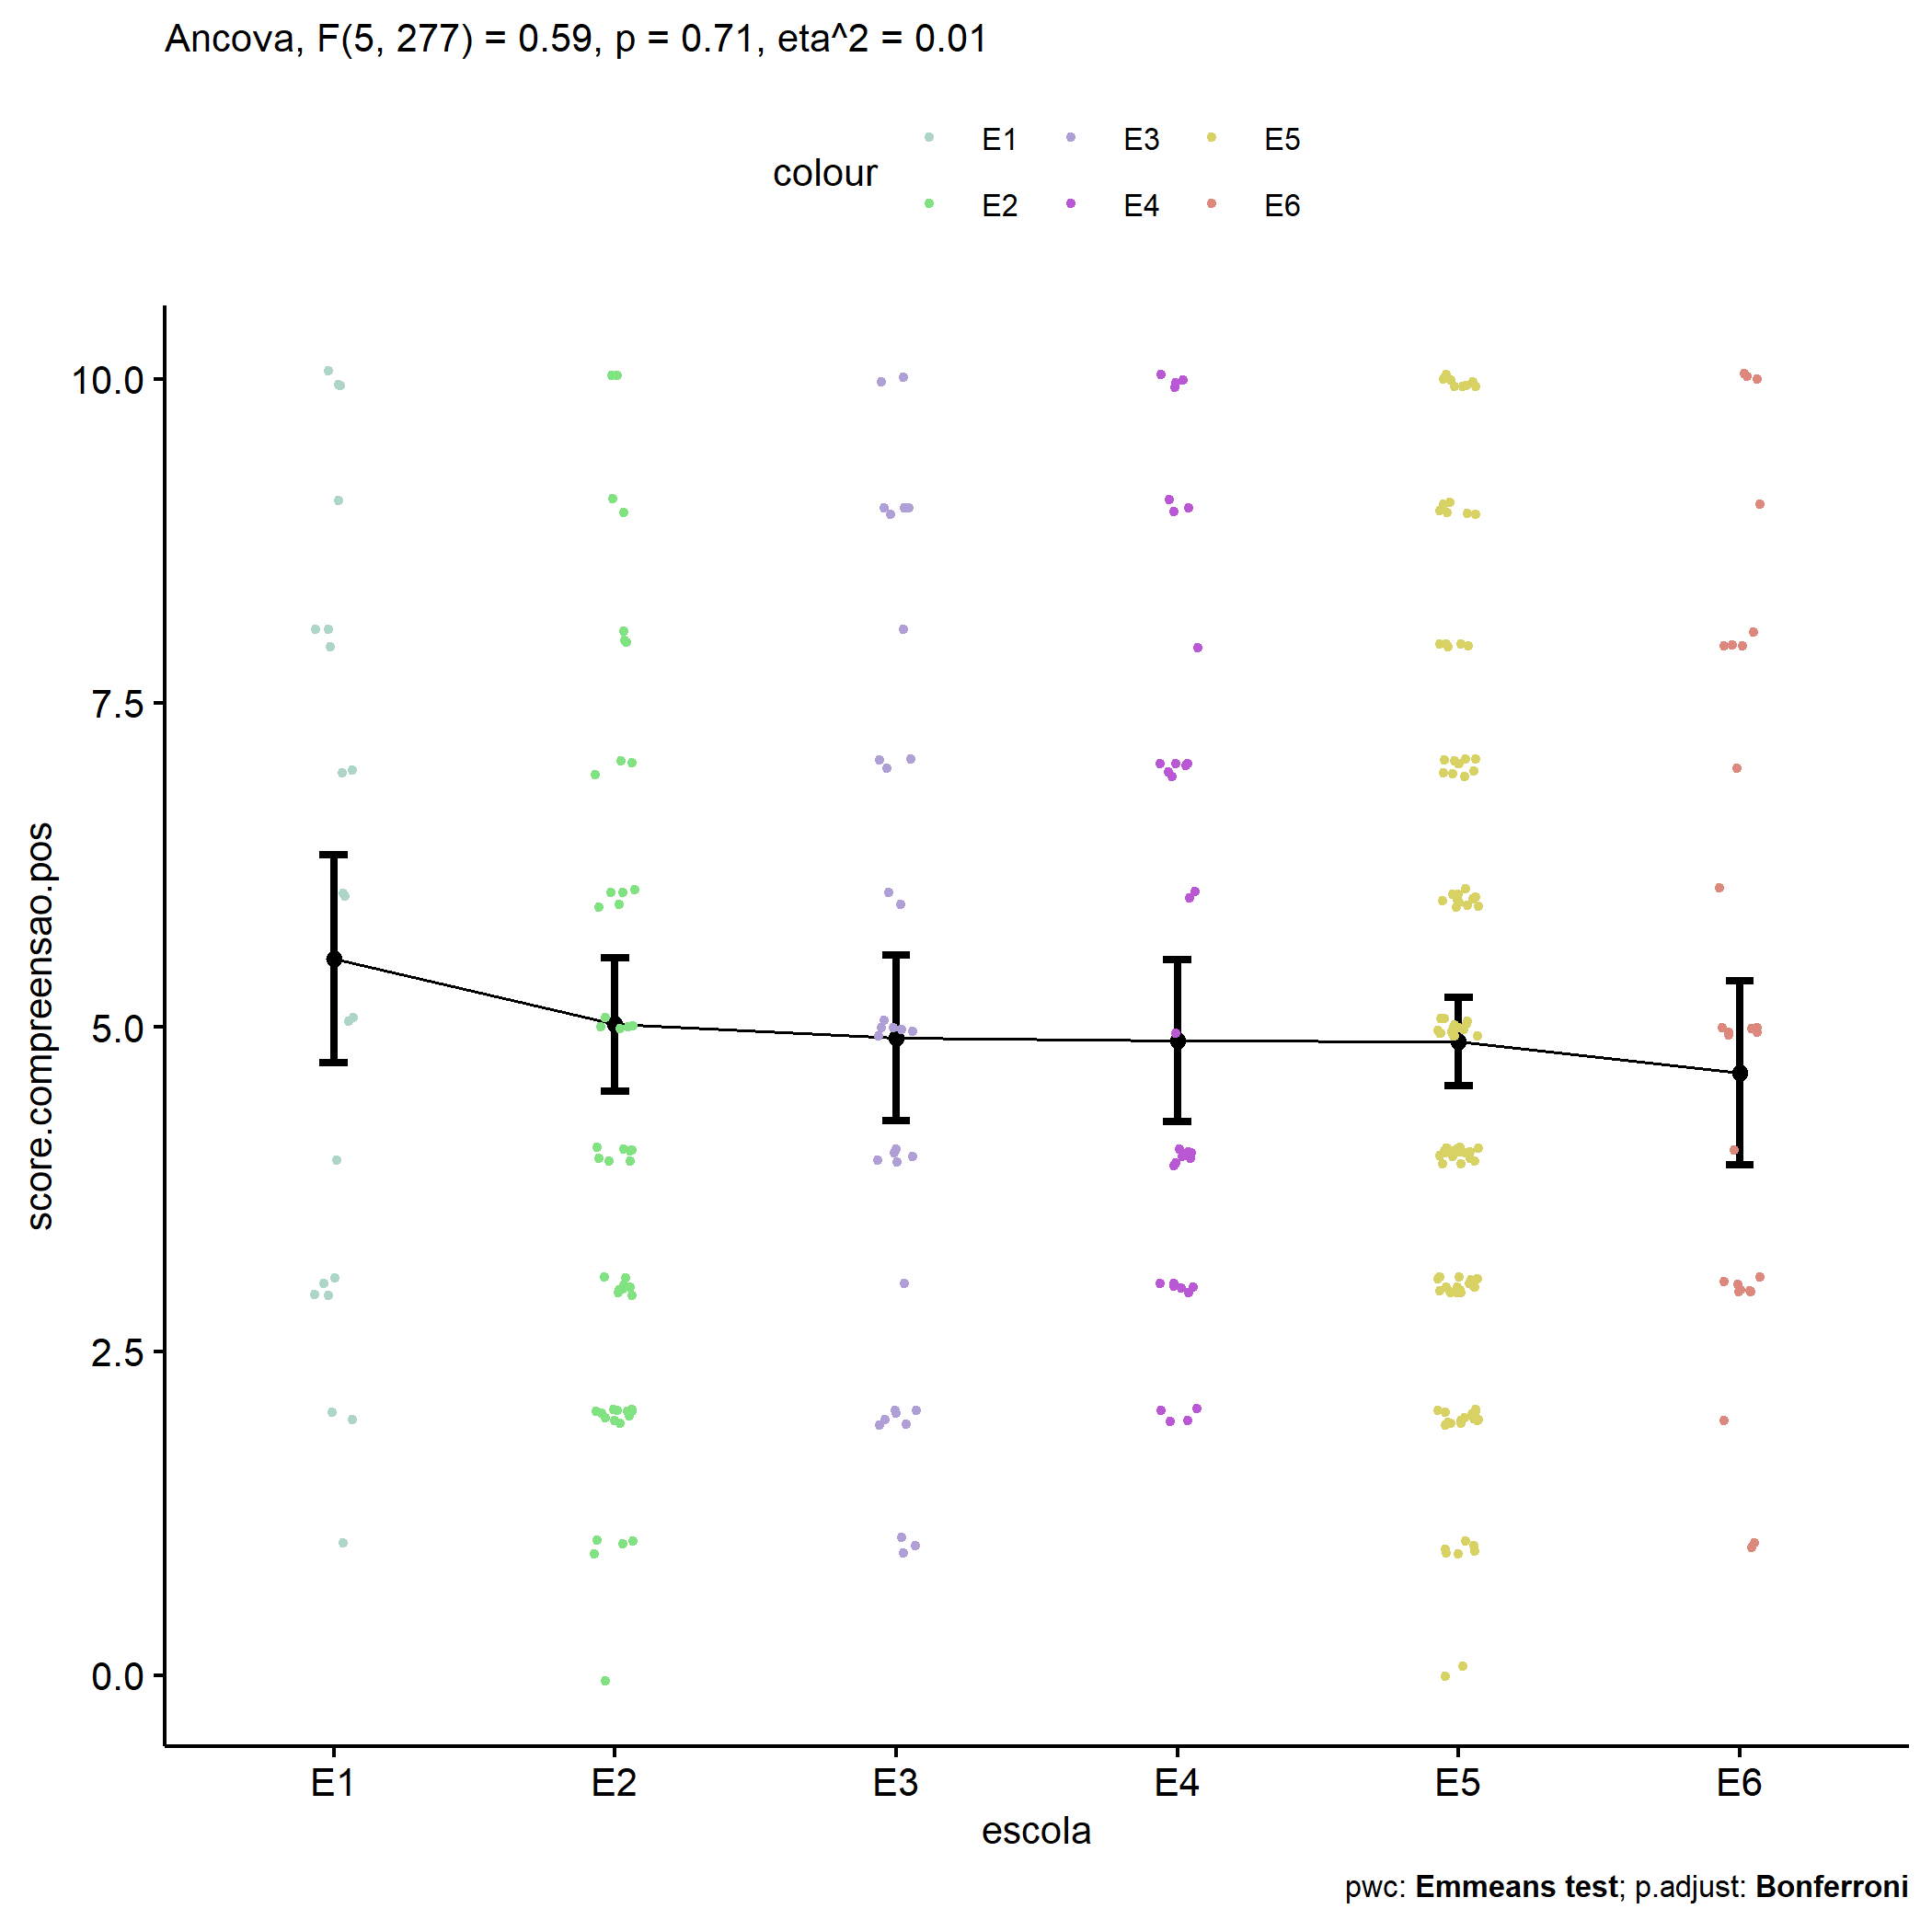 Ancova, F(5, 277) = 0.59, p = 0.71, eta^2 = 0.01
colour
E1 E3 E5
E2 E4 E6
score.compreensao.pos
10.0
7.5
5.0
2.5
0.0
E1 E2 E3 E4 E5 E6
escola
pwc: Emmeans test; p.adjust: Bonferroni